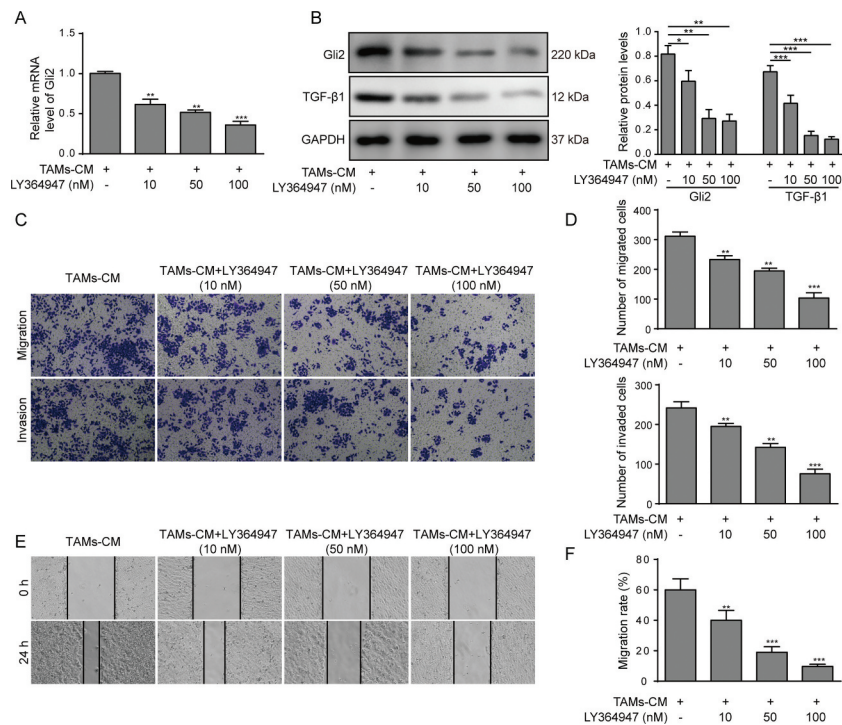 A
Relative mRNA
level of Gli2
1.5
1.0
0.5
0.0
**
**
***
TAMs-CM + + + +
LY364947 (nM) - 10 50 100
B
Gli2
220 kDa
TGF-β1
12 kDa
GAPDH
37 kDa
TAMs-CM + + + +
LY364947 (nM) - 10 50 100
Relative protein levels
1.0
0.8
0.6
0.4
0.2
0.0
**
**
*
***
***
***
TAMs-CM + + + + + + + +
LY364947 (nM) - 10 50 100 - 10 50 100
Gli2 TGF-β1
C
TAMs-CM
TAMs-CM+LY364947
(10 nM)
TAMs-CM+LY364947
(50 nM)
TAMs-CM+LY364947
(100 nM)
Migration
Invasion
D
Number of migrated cells
400
300
200
100
0
**
**
***
TAMs-CM + + + +
LY364947 (nM) - 10 50 100
Number of invaded cells
300
200
100
0
**
**
***
TAMs-CM + + + +
LY364947 (nM) - 10 50 100
E
TAMs-CM
TAMs-CM+LY364947
(10 nM)
TAMs-CM+LY364947
(50 nM)
TAMs-CM+LY364947
(100 nM)
0 h
24 h
F
Migration rate (%)
80
60
40
20
0
**
***
***
TAMs-CM + + + +
LY364947 (nM) - 10 50 100